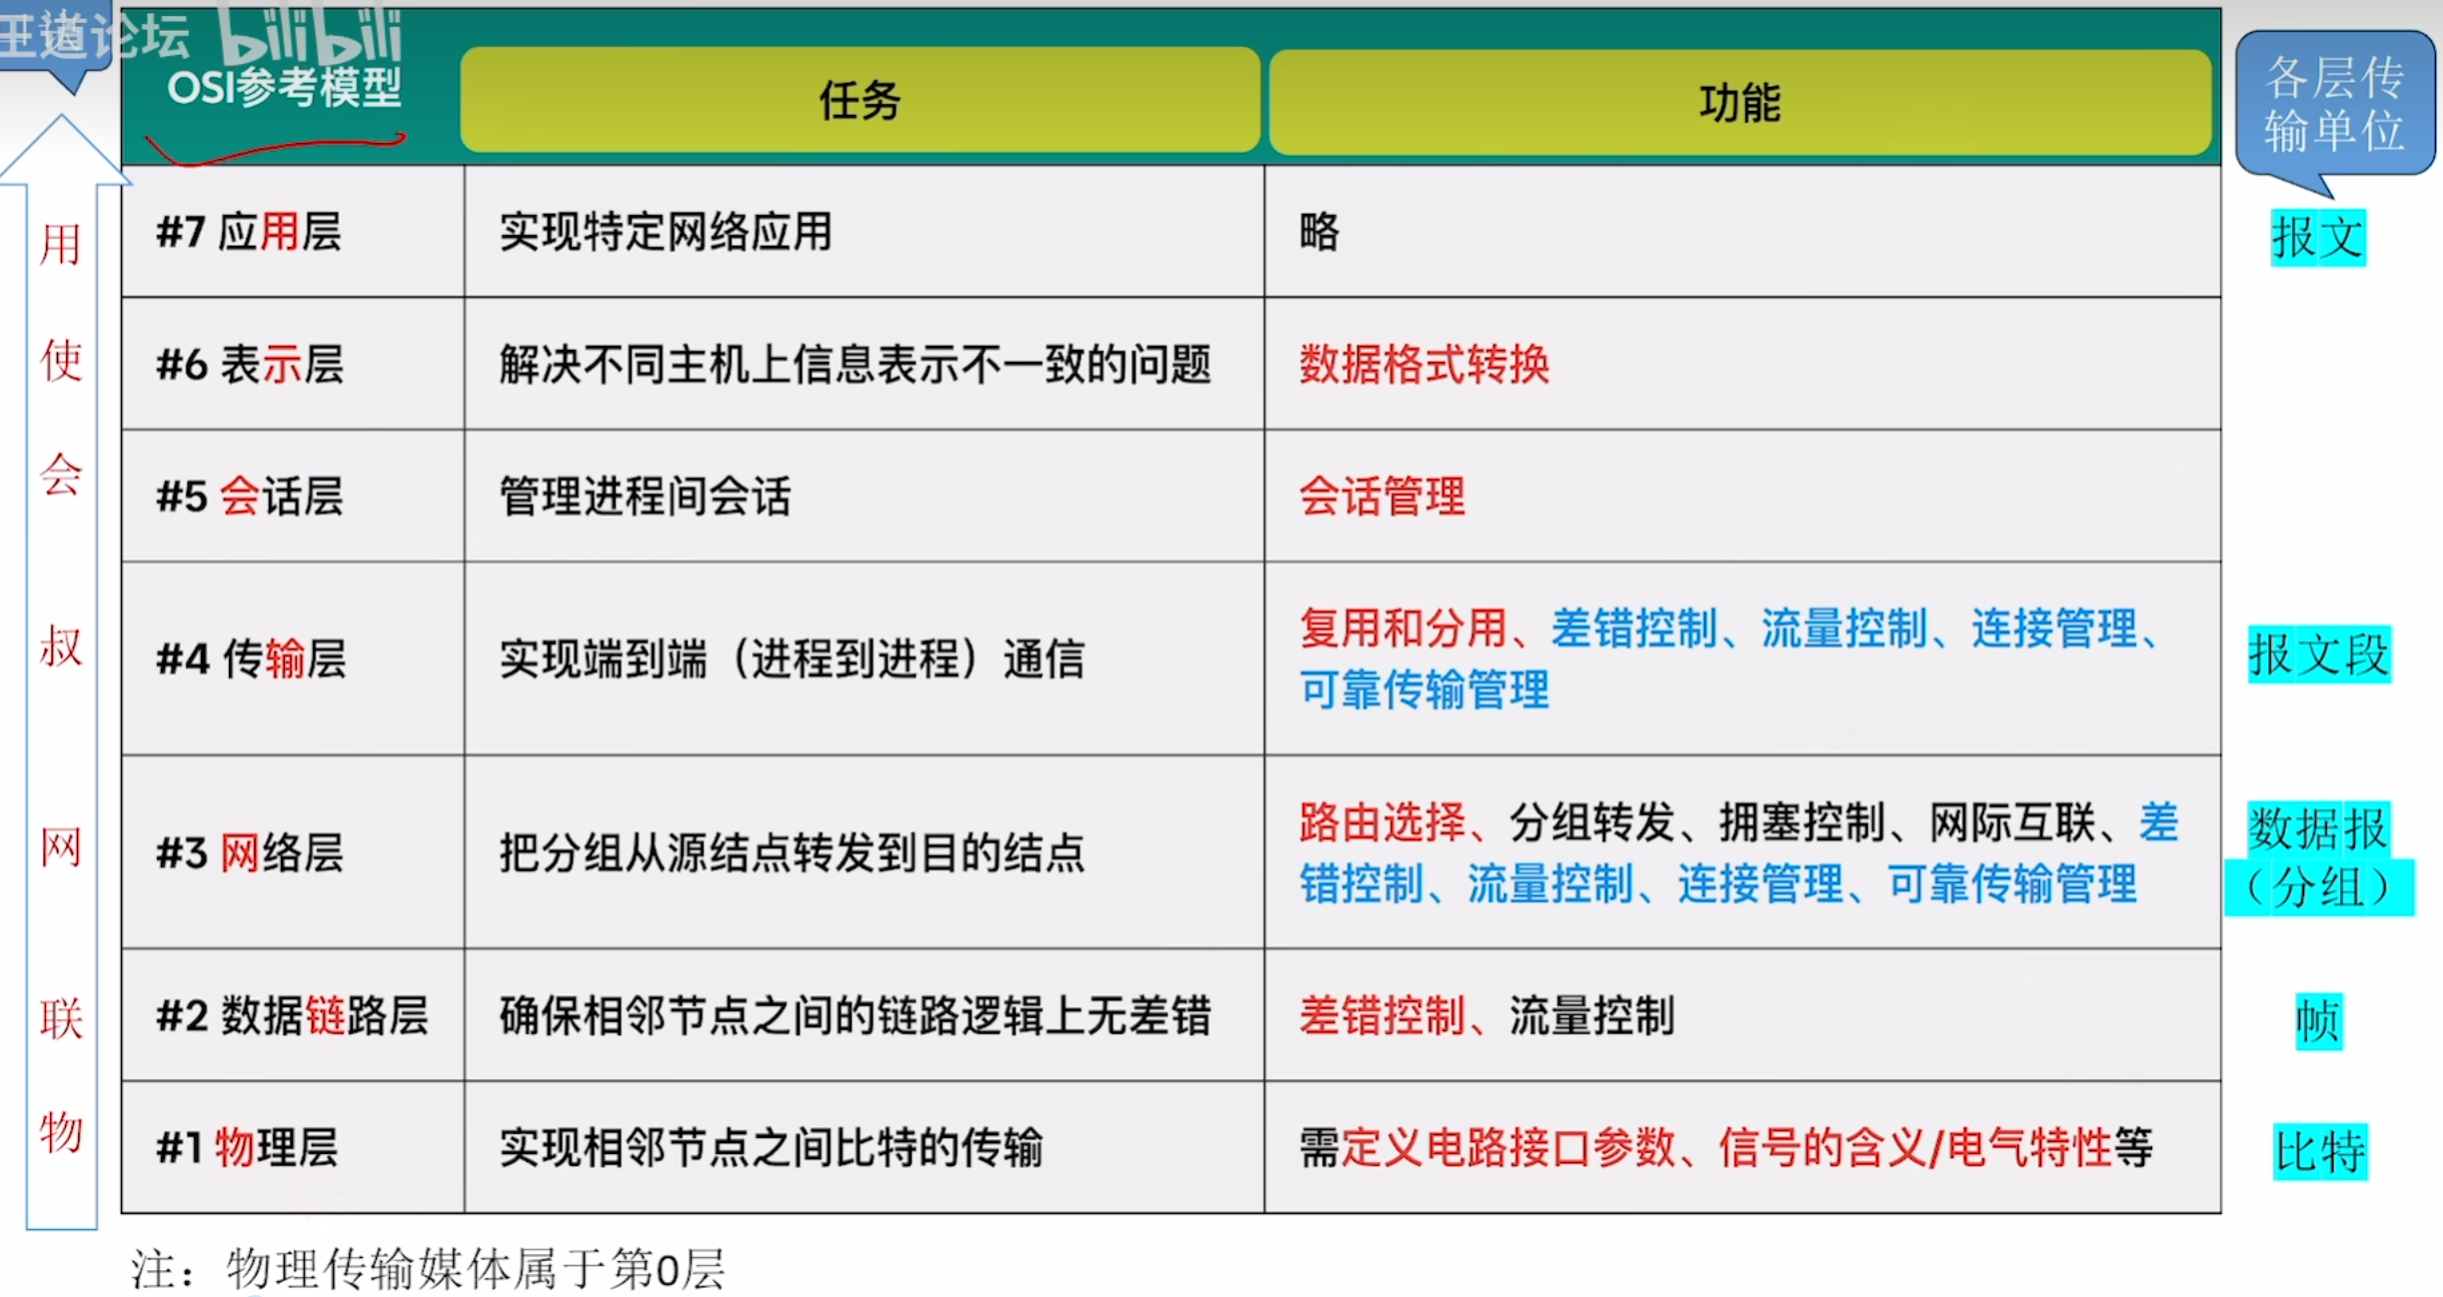 王道论坛
bilibili
OSI参考模型
任务
功能
各层传
输单位
#7 应用层
实现特定网络应用
略
报文
#6 表示层
解决不同主机上信息表示不一致的问题
数据格式转换
#5 会话层
管理进程间会话
会话管理
#4 传输层
实现端到端（进程到进程）通信
复用和分用、差错控制、流量控制、连接管理、
可靠传输管理
报文段
#3 网络层
把分组从源结点转发到目的结点
路由选择、分组转发、拥塞控制、网际互联、差
错控制、流量控制、连接管理、可靠传输管理
数据报
（分组）
#2 数据链路层
确保相邻节点之间的链路逻辑上无差错
差错控制、流量控制
帧
#1 物理层
实现相邻节点之间比特的传输
需定义电路接口参数、信号的含义/电气特性等
比特
用
使
会
叔
网
联
物
注：物理传输媒体属于第0层